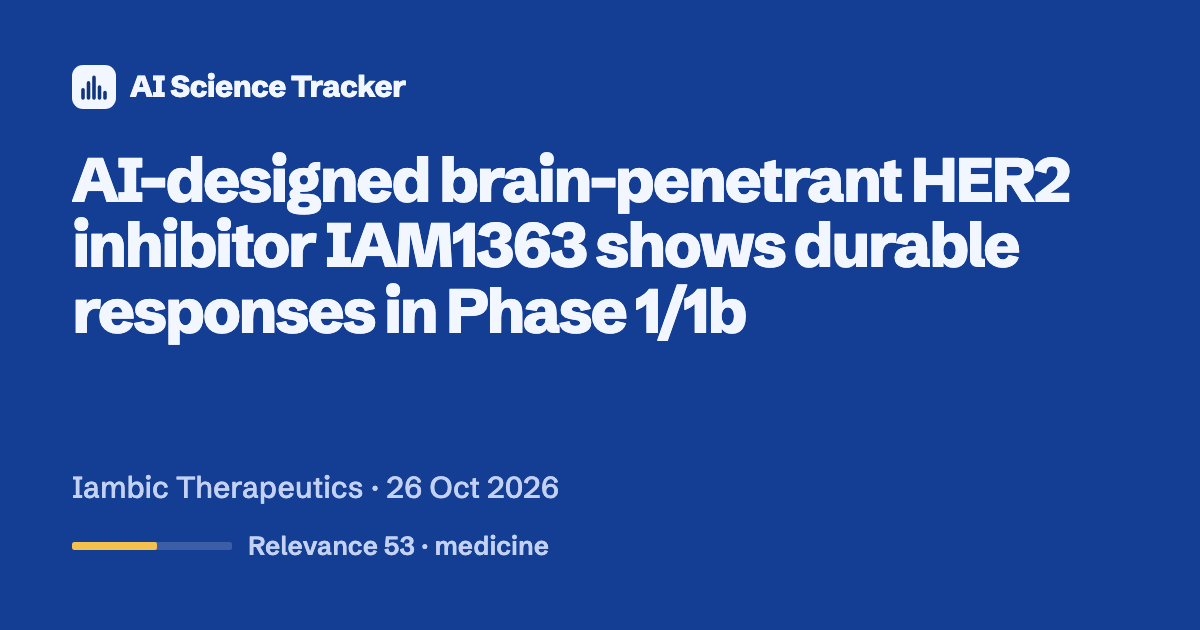 AI Science Tracker
AI-designed brain-penetrant HER2
inhibitor IAM1363 shows durable
responses in Phase 1/1b
Iambic Therapeutics · 26 Oct 2026
Relevance 53 · medicine